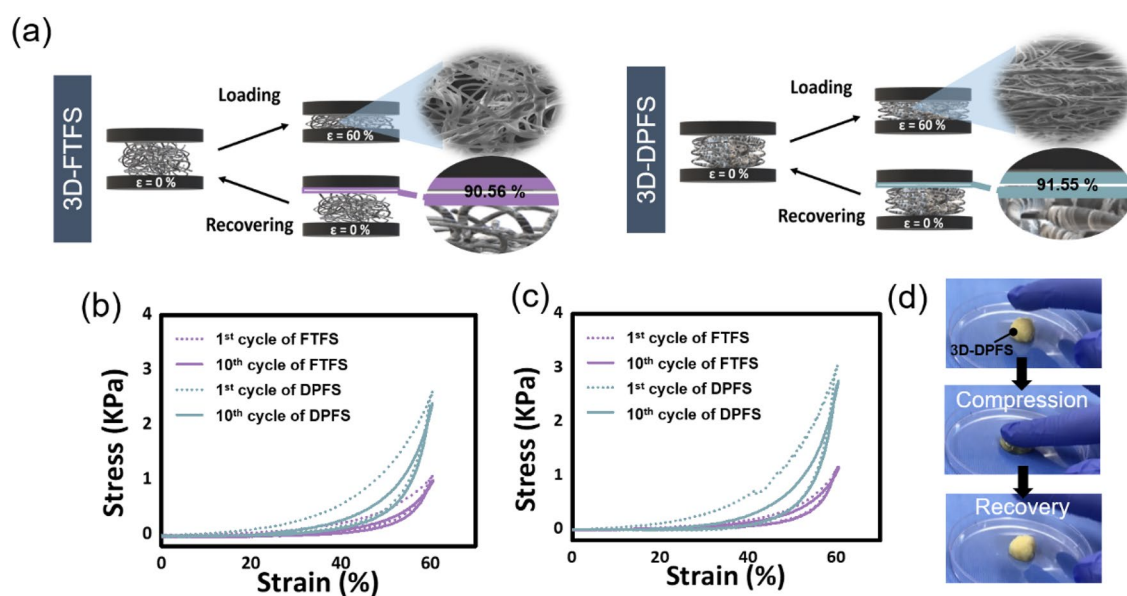 (a)
3D-FTFS
Loading
ε = 60 %
ε = 0 %
90.56 %
Recovering
ε = 0 %
3D-DPFS
Loading
ε = 60 %
ε = 0 %
91.55 %
Recovering
ε = 0 %
(b)
Stress (KPa)
4
3
2
1
0
1st cycle of FTFS
10th cycle of FTFS
1st cycle of DPFS
10th cycle of DPFS
0 20 40 60
Strain (%)
(c)
Stress (KPa)
4
3
2
1
0
1st cycle of FTFS
10th cycle of FTFS
1st cycle of DPFS
10th cycle of DPFS
0 20 40 60
Strain (%)
(d)
3D-DPFS
Compression
Recovery